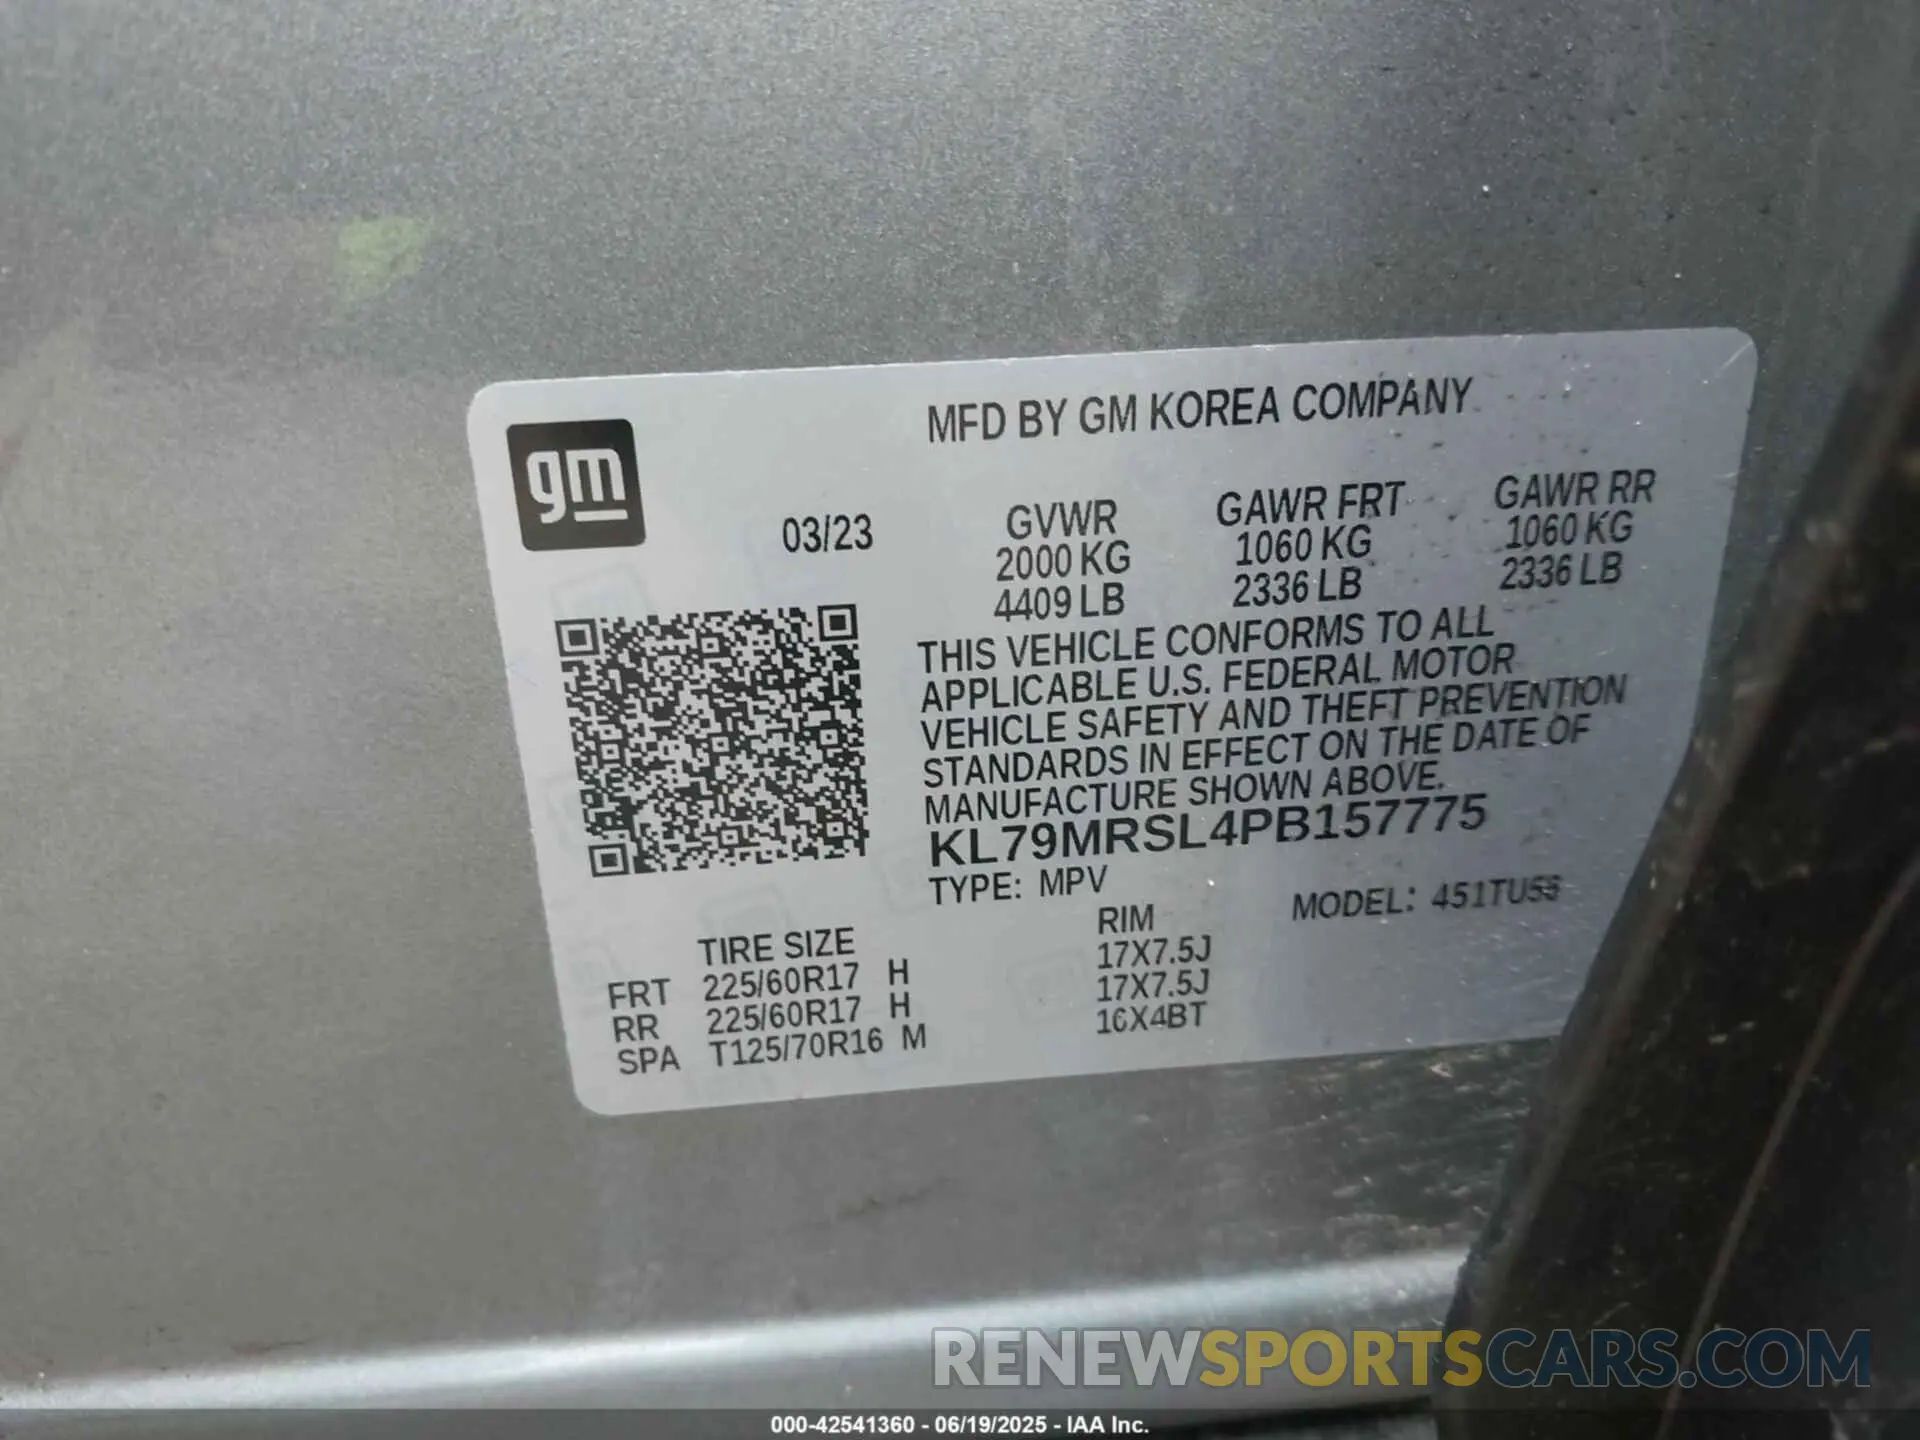 MFD BY GM KOREA COMPANY
gm
03/23
GVWR GAWR FRT GAWR RR
2000 KG 1060 KG 1060 KG
4409 LB 2336 LB 2336 LB
THIS VEHICLE CONFORMS TO ALL
APPLICABLE U.S. FEDERAL MOTOR
VEHICLE SAFETY AND THEFT PREVENTION
STANDARDS IN EFFECT ON THE DATE OF
MANUFACTURE SHOWN ABOVE.
KL79MRSL4PB157775
TYPE: MPV MODEL: 451TU56
TIRE SIZE RIM
FRT 225/60R17 H 17X7.5J
RR 225/60R17 H 17X7.5J
SPA T125/70R16 M 16X4BT
RENEWSPORTSCARS.COM
000-42541360 - 06/19/2025 - IAA Inc.